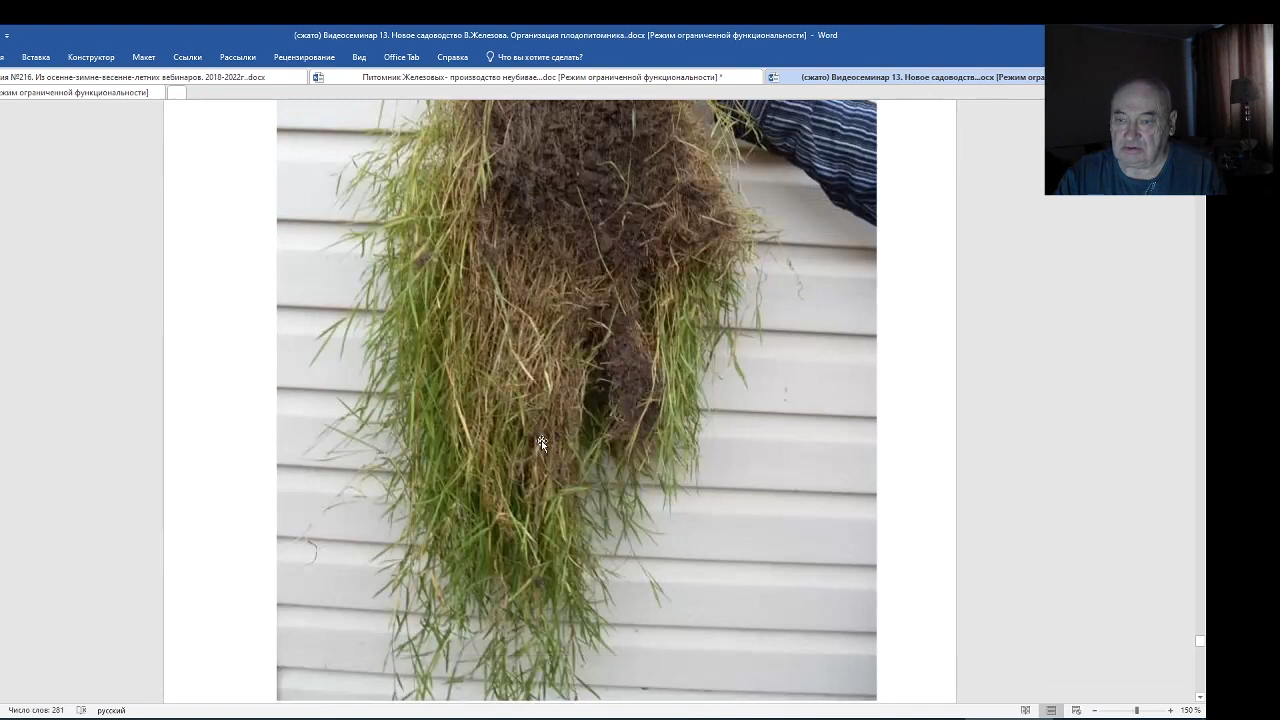 (сжато) Видеосеминар 13. Новое садоводство В.Железова. Организация плодопитомника..docx [Режим ограниченной функциональности] - Word
я Вставка Конструктор Макет Ссылки Рассылки Рецензирование Вид Office Tab Справка Что вы хотите сделать?
ия №216. Из осенне-зимне-весенне-летних вебинаров. 2018-2022г..docx Питомник Железовых- производство неубивае...doc [Режим ограниченной функциональности] * (сжато) Видеосеминар 13. Новое садоводств...ocx [Режим огра
жим ограниченной функциональности]
Число слов: 281 русский 150 %